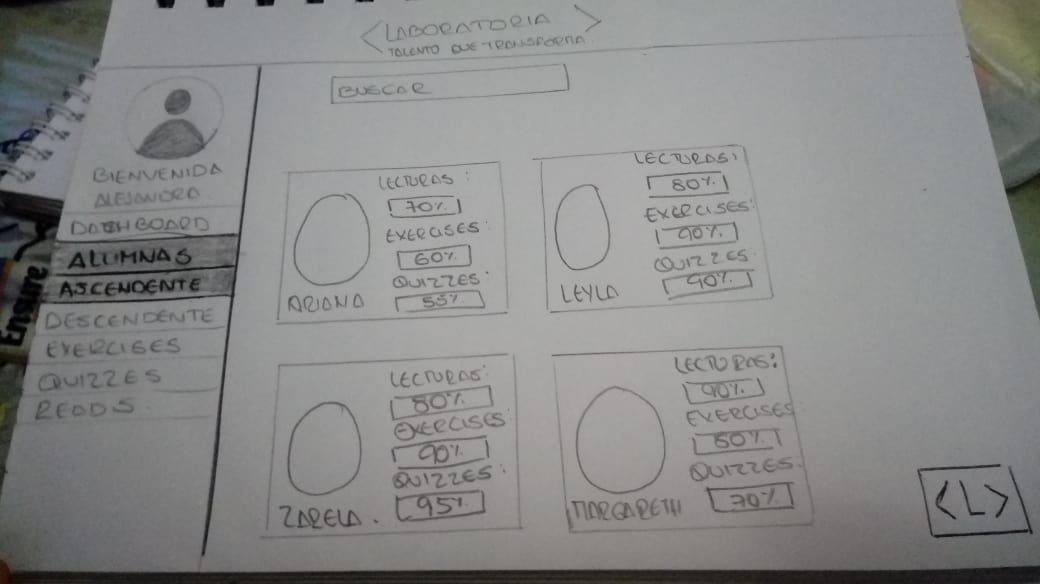 <LABORATORIA>
TALENTO QUE TRANSFORMA
BUSCAR
BIENVENIDA
ALEJANDRA
DASHBOARD
ALUMNAS
ASCENDENTE
DESCENDENTE
EXERCISES
QUIZZES
READS
LECTURAS:
70%
EXERCISES:
60%
QUIZZES:
55%
ARIANA
LECTURAS:
80%
EXERCISES:
90%
QUIZZES:
90%
LEYLA
LECTURAS:
80%
EXERCISES:
90%
QUIZZES:
95%
ZARELA.
LECTURAS:
90%
EXERCISES:
80%
QUIZZES:
70%
MARGARETH
<L>
Ensure